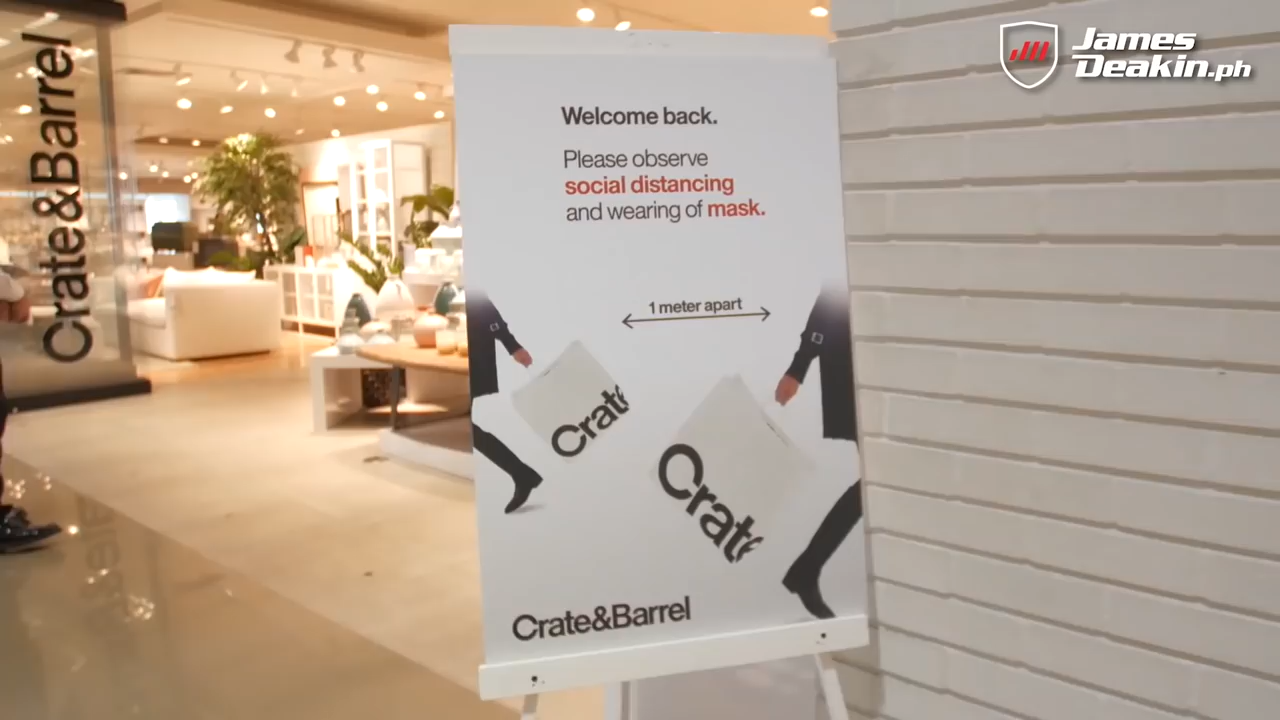 Crate&Barrel
James
Deakin.ph
Welcome back.
Please observe
social distancing
and wearing of mask.
1 meter apart
Crate
Crate
Crate&Barrel